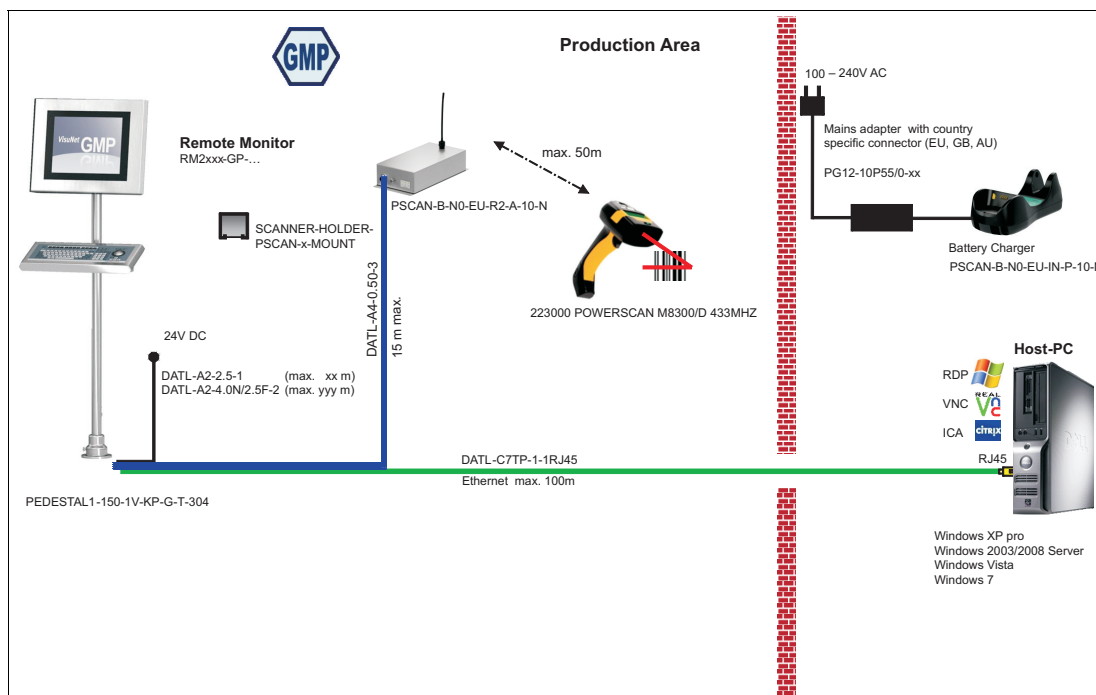 GMP
Production Area
VisuNet GMP
Remote Monitor
RM2xxx-GP-...
max. 50m
PSCAN-B-N0-EU-R2-A-10-N
SCANNER-HOLDER-
PSCAN-x-MOUNT
223000 POWERSCAN M8300/D 433MHZ
DATL-A4-0.50-3
15 m max.
24V DC
DATL-A2-2.5-1 (max. xx m)
DATL-A2-4.0N/2.5F-2 (max. yyy m)
DATL-C7TP-1-1RJ45
Ethernet max. 100m
PEDESTAL1-150-1V-KP-G-T-304
100 – 240V AC
Mains adapter with country
specific connector (EU, GB, AU)
PG12-10P55/0-xx
Battery Charger
PSCAN-B-N0-EU-IN-P-10-
Host-PC
RDP
VNC
REAL
VNC
ICA
CITRIX
RJ45
DELL
Windows XP pro
Windows 2003/2008 Server
Windows Vista
Windows 7